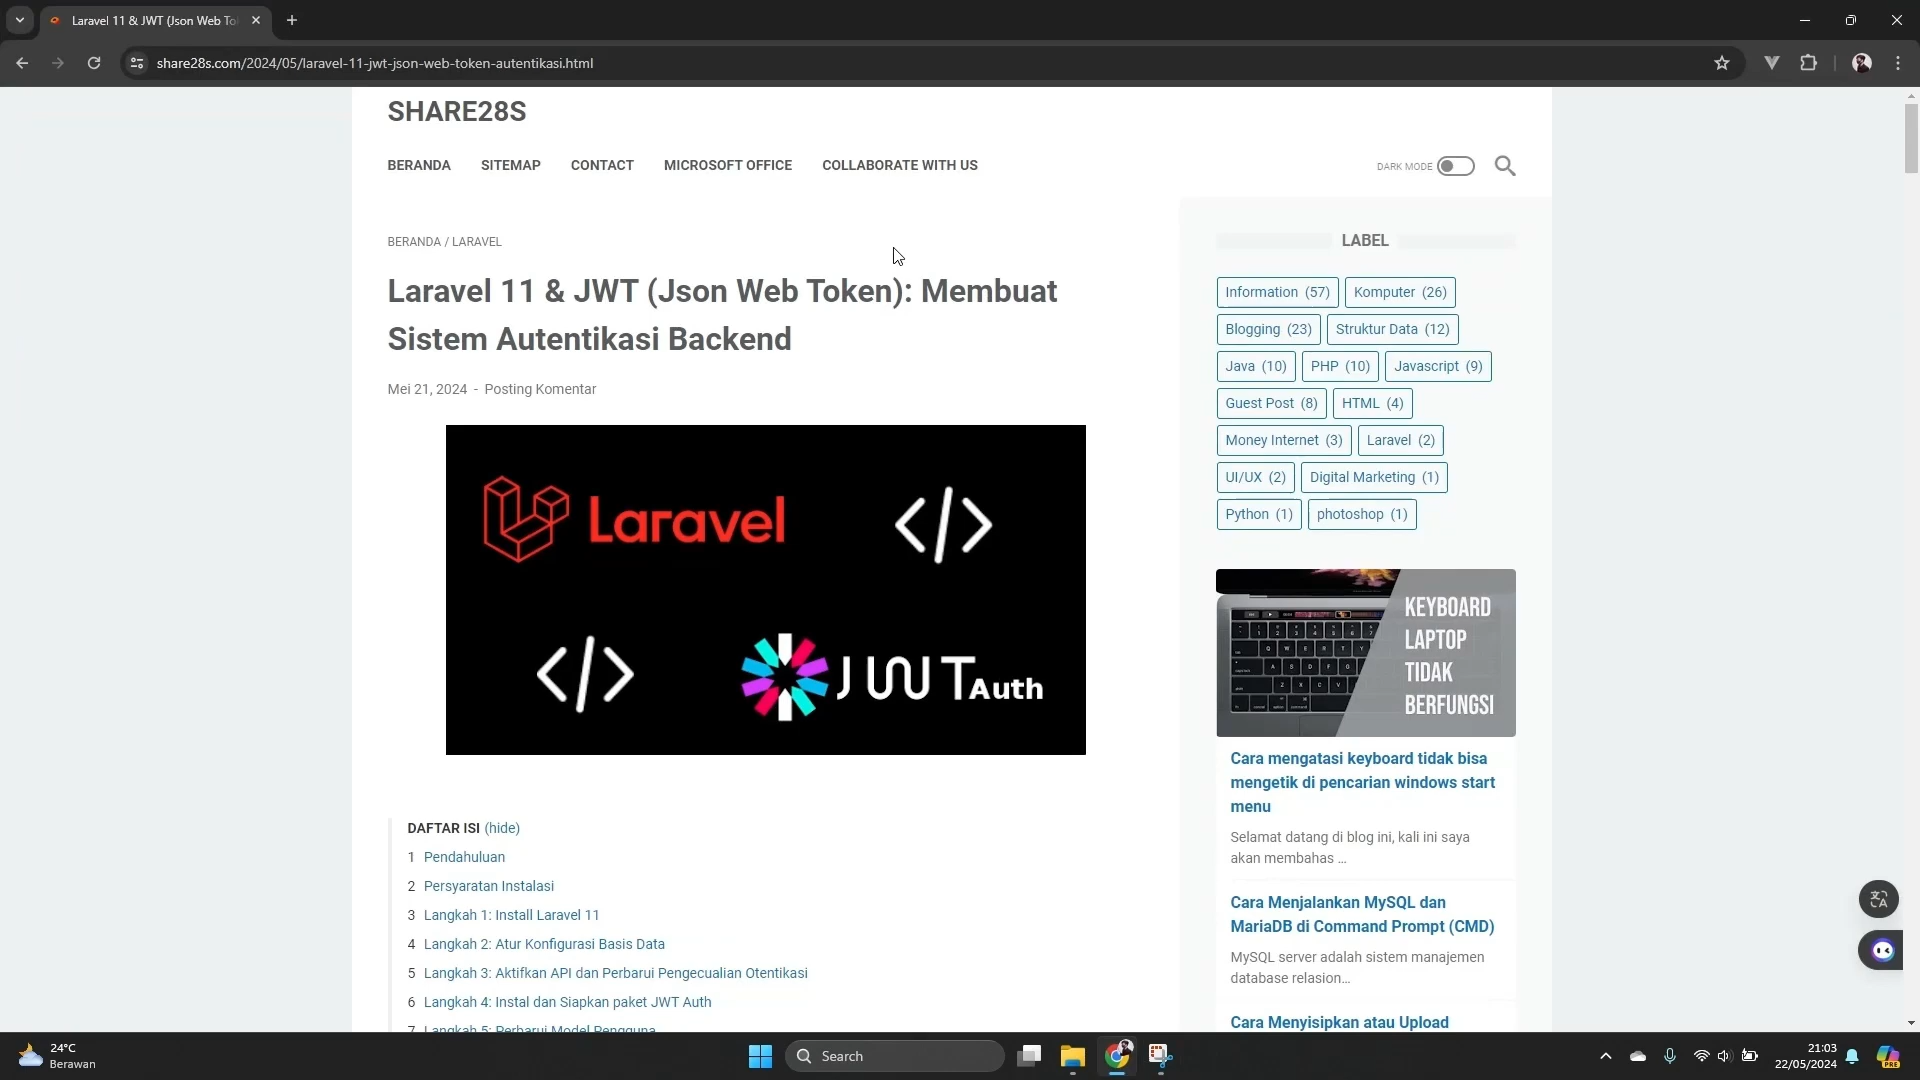 Laravel 11 & JWT (Json Web To
share28s.com/2024/05/laravel-11-jwt-json-web-token-autentikasi.html
SHARE28S
BERANDA SITEMAP CONTACT MICROSOFT OFFICE COLLABORATE WITH US
DARK MODE
BERANDA / LARAVEL
Laravel 11 & JWT (Json Web Token): Membuat
Sistem Autentikasi Backend
Mei 21, 2024 - Posting Komentar
Laravel
</>
</>
JWT Auth
DAFTAR ISI (hide)
1 Pendahuluan
2 Persyaratan Instalasi
3 Langkah 1: Install Laravel 11
4 Langkah 2: Atur Konfigurasi Basis Data
5 Langkah 3: Aktifkan API dan Perbarui Pengecualian Otentikasi
6 Langkah 4: Instal dan Siapkan paket JWT Auth
7 Langkah 5: Perbarui Model Pengguna
LABEL
Information (57) Komputer (26)
Blogging (23) Struktur Data (12)
Java (10) PHP (10) Javascript (9)
Guest Post (8) HTML (4)
Money Internet (3) Laravel (2)
UI/UX (2) Digital Marketing (1)
Python (1) photoshop (1)
KEYBOARD
LAPTOP
TIDAK
BERFUNGSI
Cara mengatasi keyboard tidak bisa
mengetik di pencarian windows start
menu
Selamat datang di blog ini, kali ini saya
akan membahas ...
Cara Menjalankan MySQL dan
MariaDB di Command Prompt (CMD)
MySQL server adalah sistem manajemen
database relasion...
Cara Menyisipkan atau Upload
24°C
Berawan
Search
21:03
22/05/2024
PRE